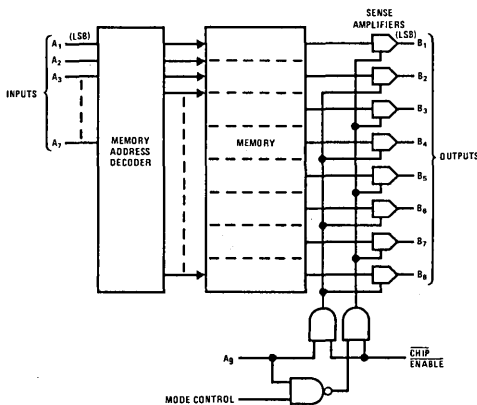 SENSE
AMPLIFIERS
(LSB)
A1 (LSB)
A2
A3
A7
INPUTS
MEMORY
ADDRESS
DECODER
MEMORY
B1
B2
B3
B4
B5
B6
B7
B8
OUTPUTS
A9
CHIP
ENABLE
MODE CONTROL